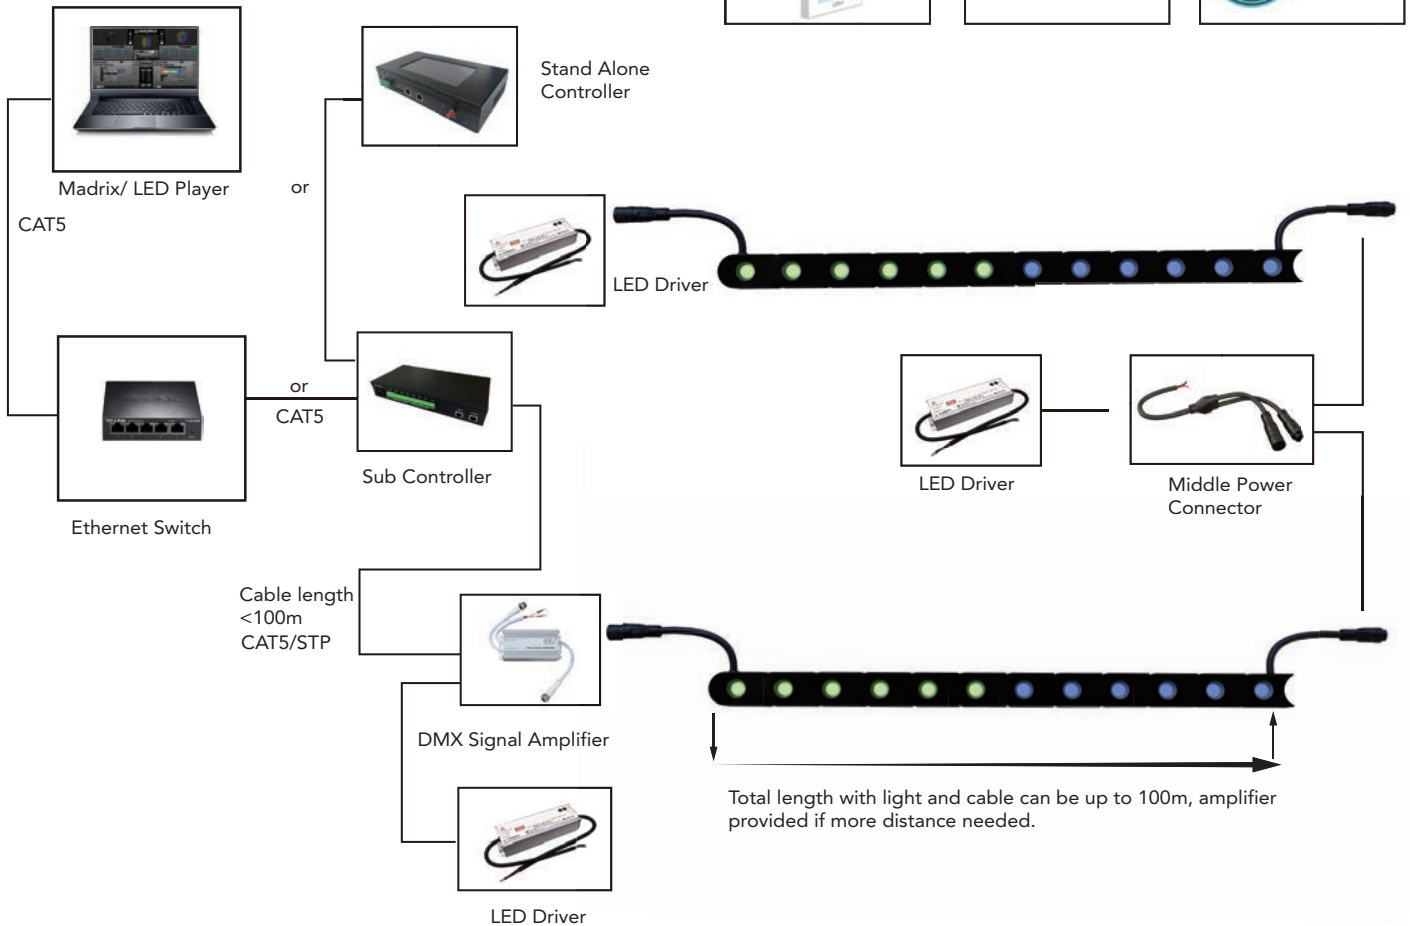 Stand Alone
Controller
Madrix/ LED Player
or
CAT5
LED Driver
or
CAT5
Sub Controller
Ethernet Switch
LED Driver
Middle Power
Connector
Cable length
<100m
CAT5/STP
DMX Signal Amplifier
Total length with light and cable can be up to 100m, amplifier
provided if more distance needed.
LED Driver